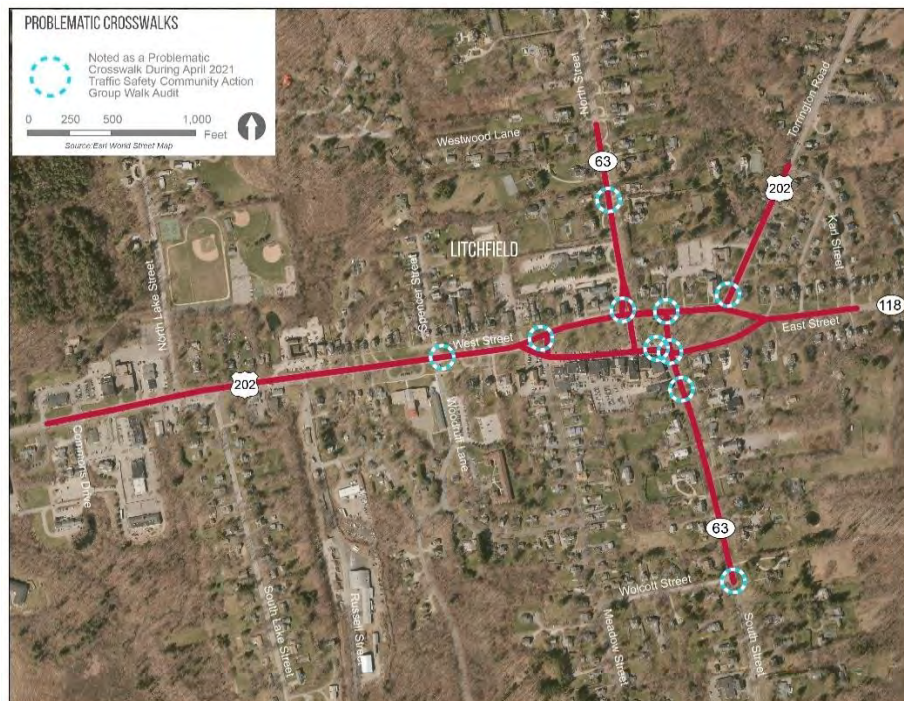 PROBLEMATIC CROSSWALKS
Noted as a Problematic
Crosswalk During April 2021
Traffic Safety Community Action
Group Walk Audit
0 250 500 1,000
Feet
Source:Esri World Street Map
North Street
Torrington Road
Westwood Lane
63
202
Karl Street
LITCHFIELD
North Lake Street
Spencer Street
118
East Street
West Street
202
Woodruff Lane
Commons Drive
63
Wolcott Street
South Lake Street
Russell Street
Meadow Street
South Street